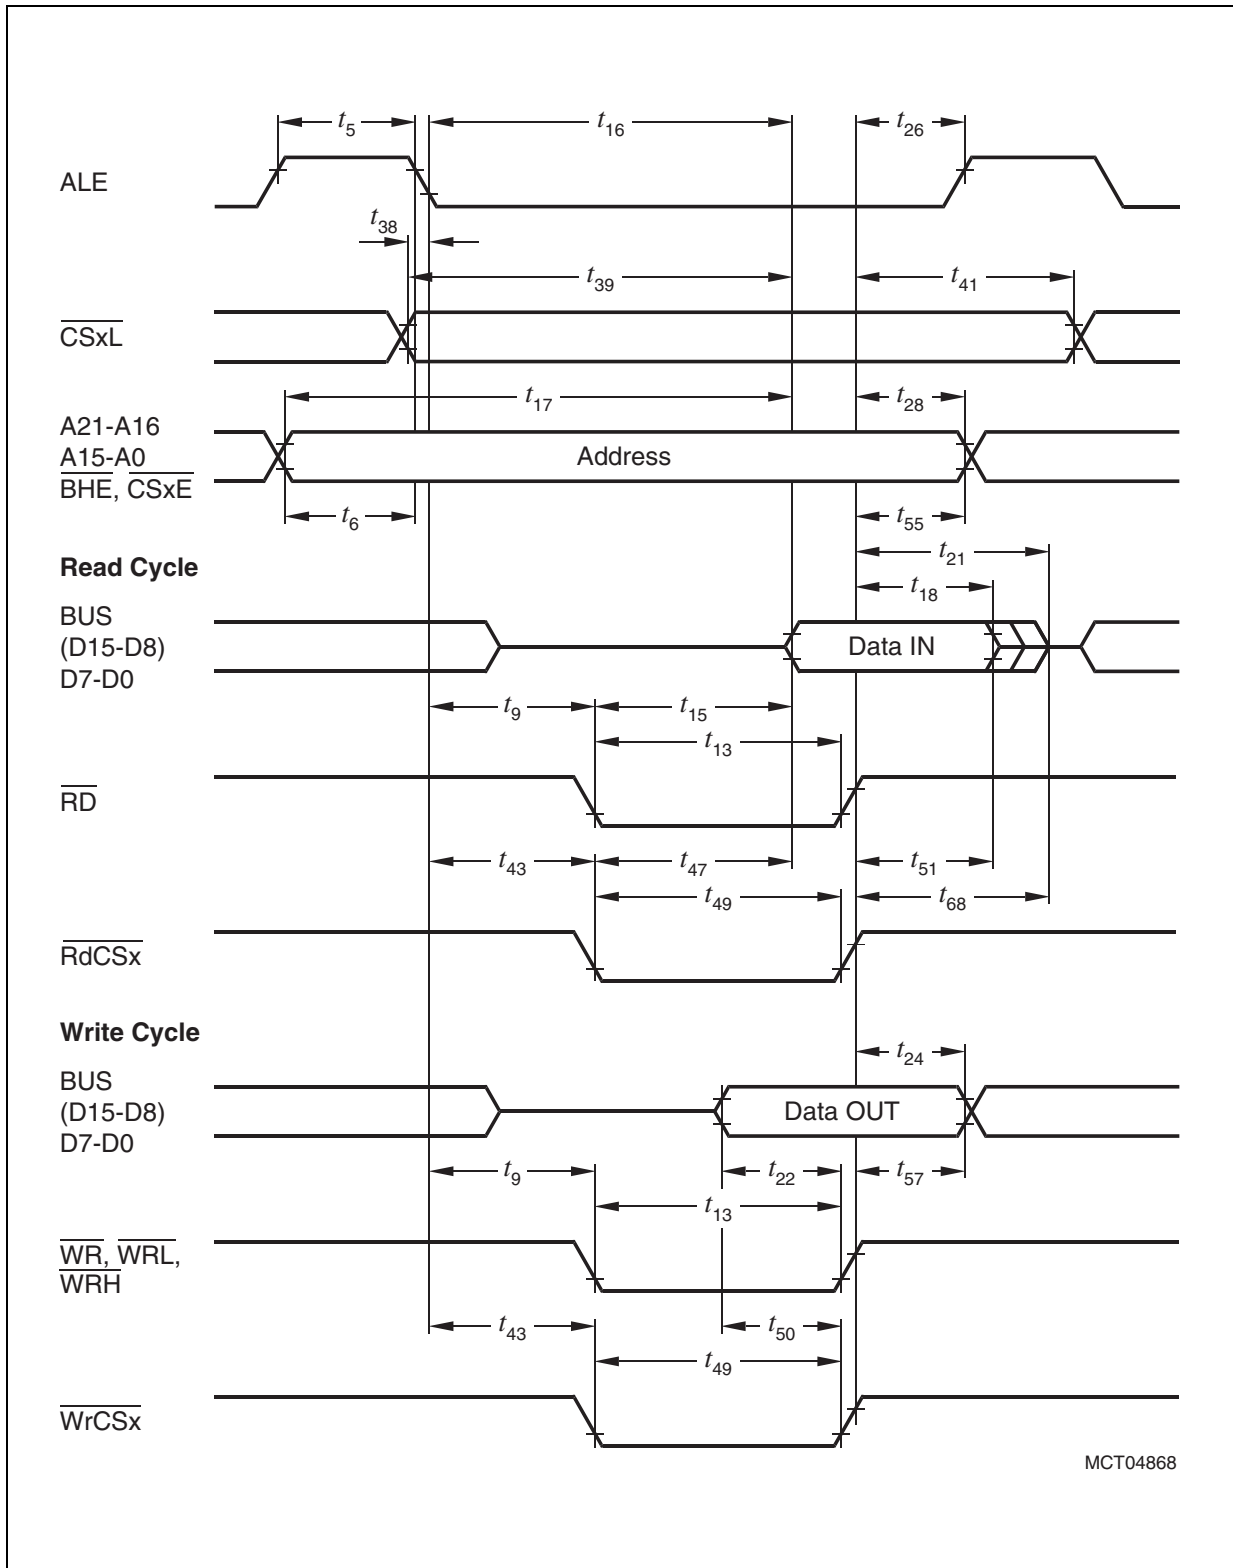 t5 t16 t26
ALE
t38
t39 t41
CSxL
t17 t28
A21-A16
A15-A0
BHE, CSxE
Address
t6 t55
t21
Read Cycle
t18
BUS
(D15-D8)
D7-D0
Data IN
t9 t15
t13
RD
t43 t47 t51
t49 t68
RdCSx
Write Cycle
t24
BUS
(D15-D8)
D7-D0
Data OUT
t9 t22 t57
t13
WR, WRL,
WRH
t43 t50
t49
WrCSx
MCT04868